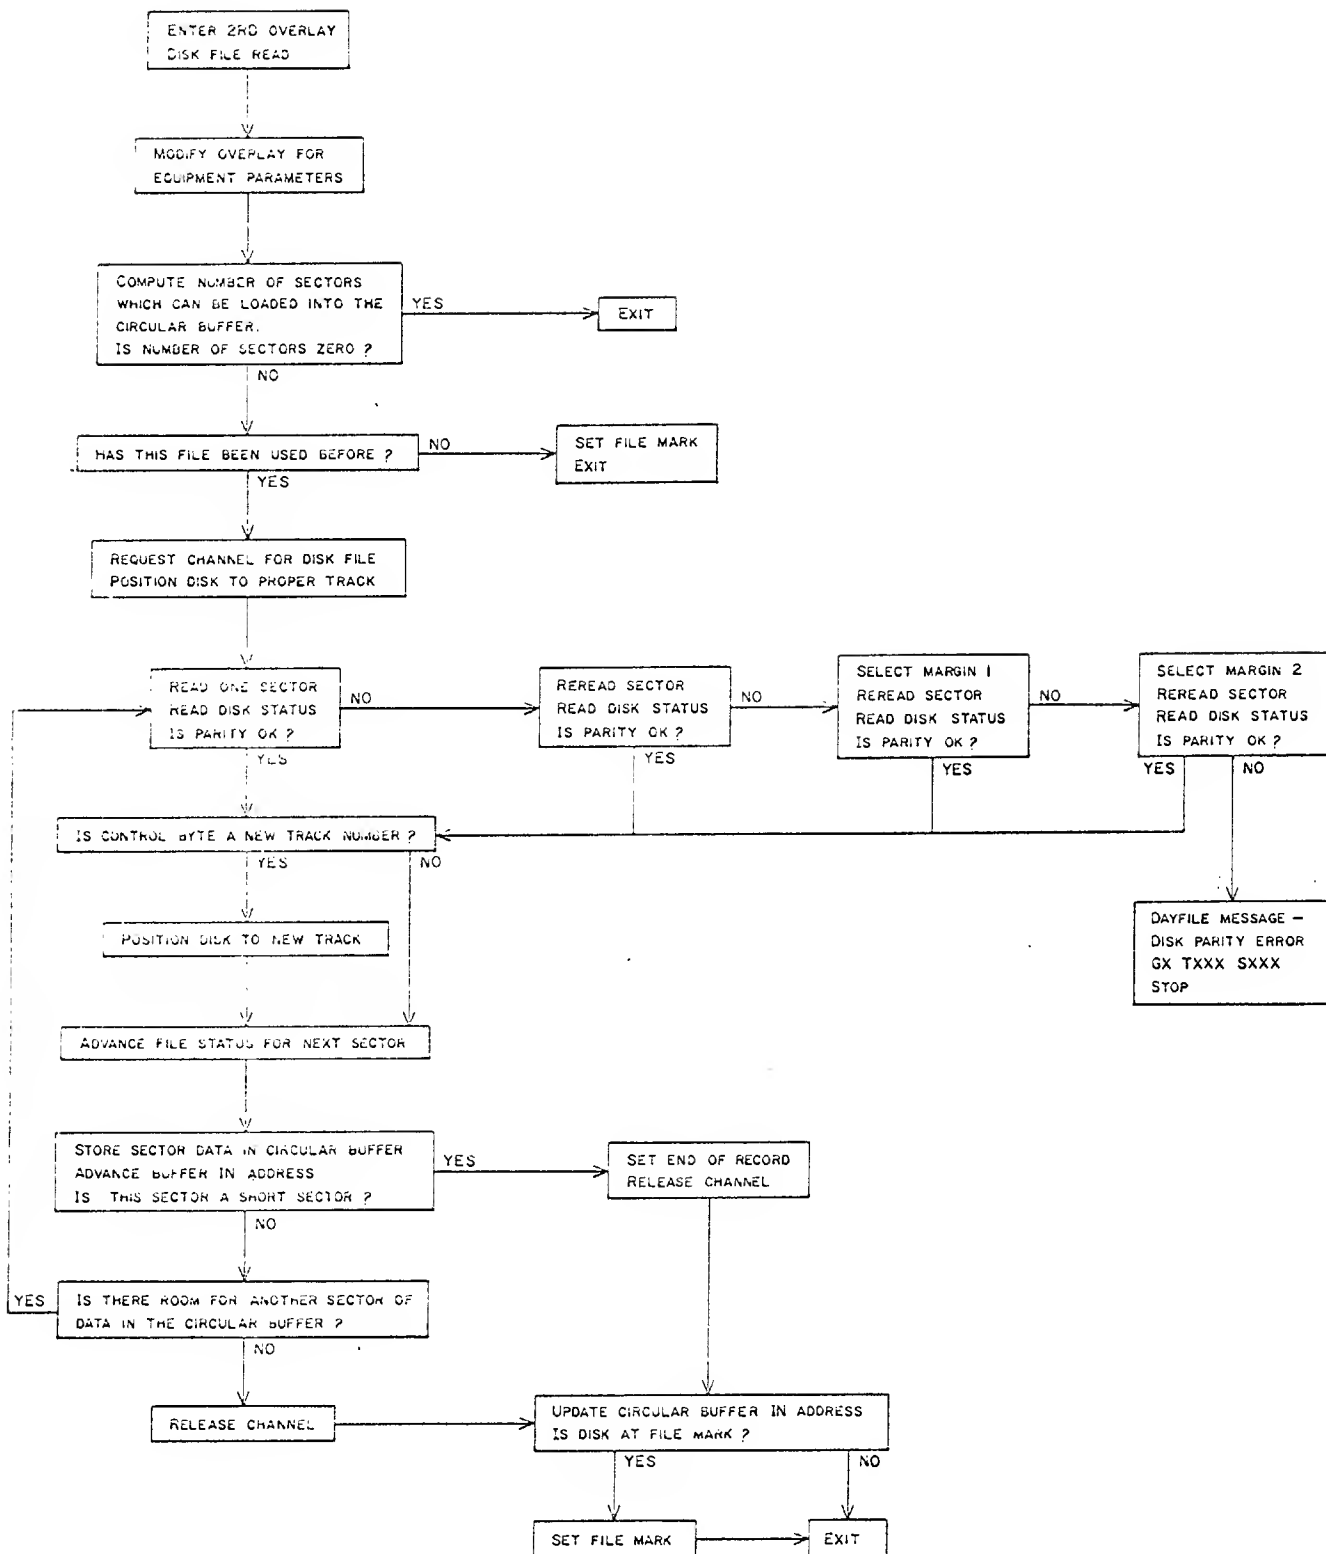 ENTER 2RD OVERLAY
DISK FILE READ
MODIFY OVERLAY FOR
EQUIPMENT PARAMETERS
COMPUTE NUMBER OF SECTORS
WHICH CAN BE LOADED INTO THE
CIRCULAR BUFFER.
IS NUMBER OF SECTORS ZERO ?
YES
EXIT
NO
HAS THIS FILE BEEN USED BEFORE ?
NO
SET FILE MARK
EXIT
YES
REQUEST CHANNEL FOR DISK FILE
POSITION DISK TO PROPER TRACK
READ ONE SECTOR
READ DISK STATUS
IS PARITY OK ?
NO
REREAD SECTOR
READ DISK STATUS
IS PARITY OK ?
NO
SELECT MARGIN 1
REREAD SECTOR
READ DISK STATUS
IS PARITY OK ?
NO
SELECT MARGIN 2
REREAD SECTOR
READ DISK STATUS
IS PARITY OK ?
YES
YES
YES
YES
NO
IS CONTROL BYTE A NEW TRACK NUMBER ?
YES
NO
POSITION DISK TO NEW TRACK
DAYFILE MESSAGE –
DISK PARITY ERROR
GX TXXX SXXX
STOP
ADVANCE FILE STATUS FOR NEXT SECTOR
STORE SECTOR DATA IN CIRCULAR BUFFER
ADVANCE BUFFER IN ADDRESS
IS THIS SECTOR A SHORT SECTOR ?
YES
SET END OF RECORD
RELEASE CHANNEL
NO
YES
IS THERE ROOM FOR ANOTHER SECTOR OF
DATA IN THE CIRCULAR BUFFER ?
NO
RELEASE CHANNEL
UPDATE CIRCULAR BUFFER IN ADDRESS
IS DISK AT FILE MARK ?
YES
NO
SET FILE MARK
EXIT